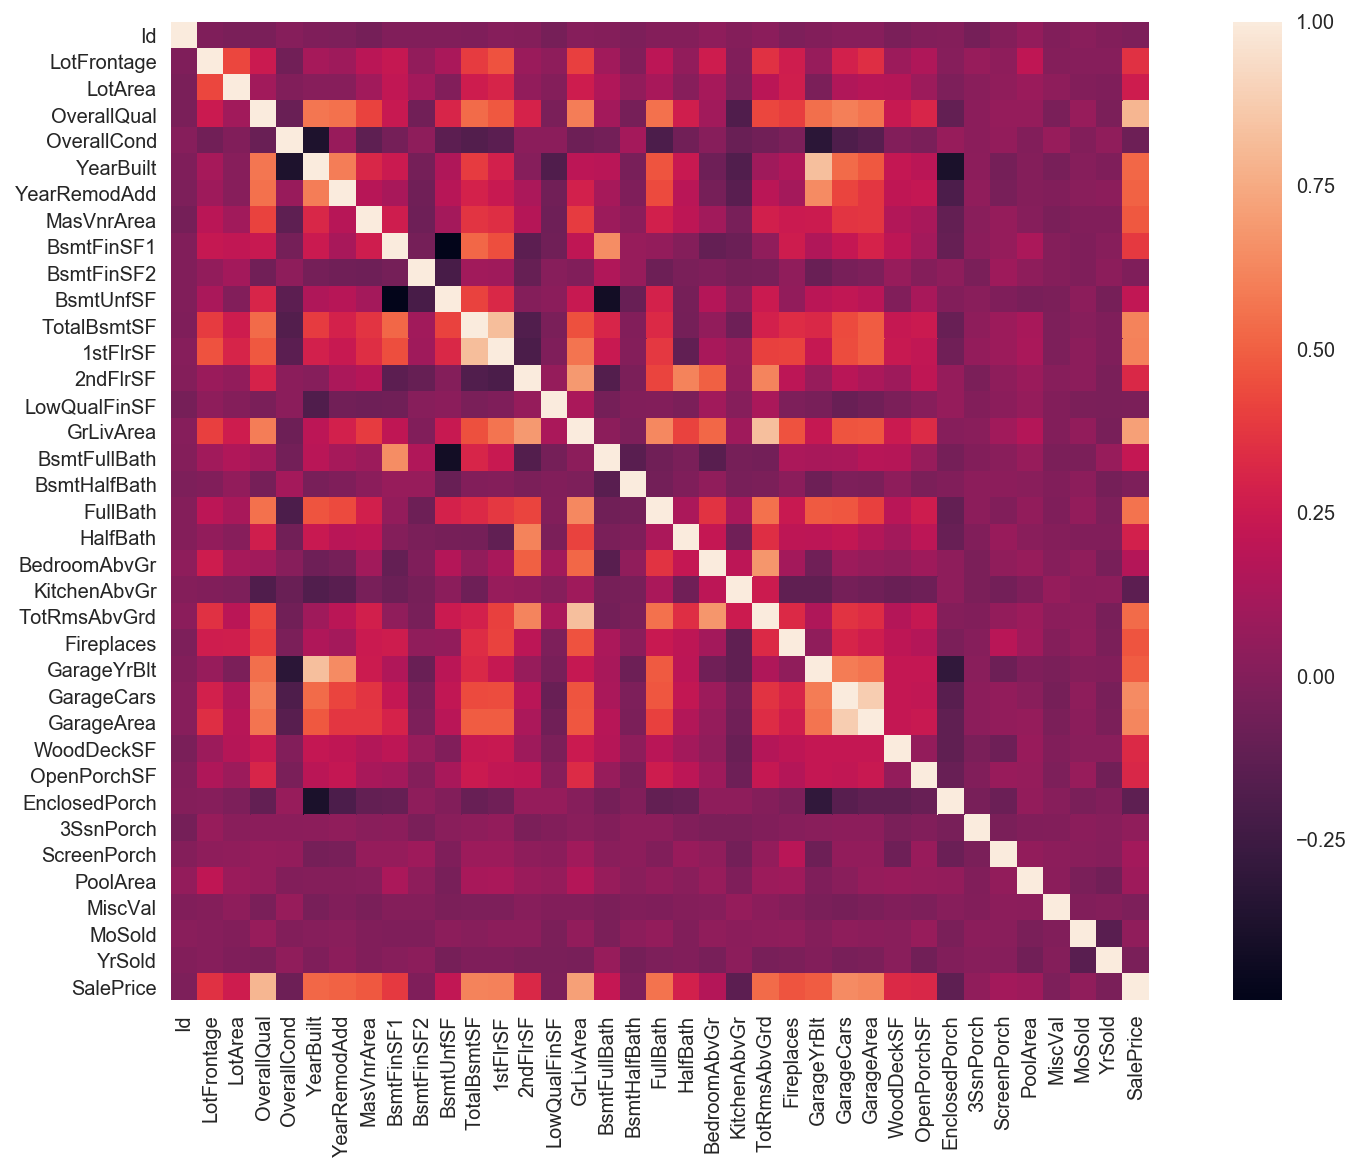 Id
LotFrontage
LotArea
OverallQual
OverallCond
YearBuilt
YearRemodAdd
MasVnrArea
BsmtFinSF1
BsmtFinSF2
BsmtUnfSF
TotalBsmtSF
1stFlrSF
2ndFlrSF
LowQualFinSF
GrLivArea
BsmtFullBath
BsmtHalfBath
FullBath
HalfBath
BedroomAbvGr
KitchenAbvGr
TotRmsAbvGrd
Fireplaces
GarageYrBlt
GarageCars
GarageArea
WoodDeckSF
OpenPorchSF
EnclosedPorch
3SsnPorch
ScreenPorch
PoolArea
MiscVal
MoSold
YrSold
SalePrice
Id
LotFrontage
LotArea
OverallQual
OverallCond
YearBuilt
YearRemodAdd
MasVnrArea
BsmtFinSF1
BsmtFinSF2
BsmtUnfSF
TotalBsmtSF
1stFlrSF
2ndFlrSF
LowQualFinSF
GrLivArea
BsmtFullBath
BsmtHalfBath
FullBath
HalfBath
BedroomAbvGr
KitchenAbvGr
TotRmsAbvGrd
Fireplaces
GarageYrBlt
GarageCars
GarageArea
WoodDeckSF
OpenPorchSF
EnclosedPorch
3SsnPorch
ScreenPorch
PoolArea
MiscVal
MoSold
YrSold
SalePrice
1.00
0.75
0.50
0.25
0.00
−0.25